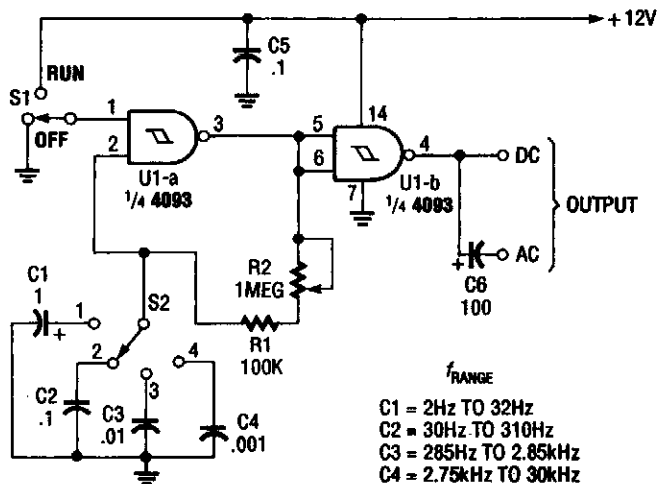 +12V
C5
.1
RUN
S1
OFF
1
2
3
U1-a
1/4 4093
5
6
14
4
7
U1-b
1/4 4093
DC
OUTPUT
AC
+
C6
100
R2
1MEG
R1
100K
C1
1
+
1
S2
2
3
4
C2
.1
C3
.01
C4
.001
fRANGE
C1 = 2Hz TO 32Hz
C2 = 30Hz TO 310Hz
C3 = 285Hz TO 2.85kHz
C4 = 2.75kHz TO 30kHz